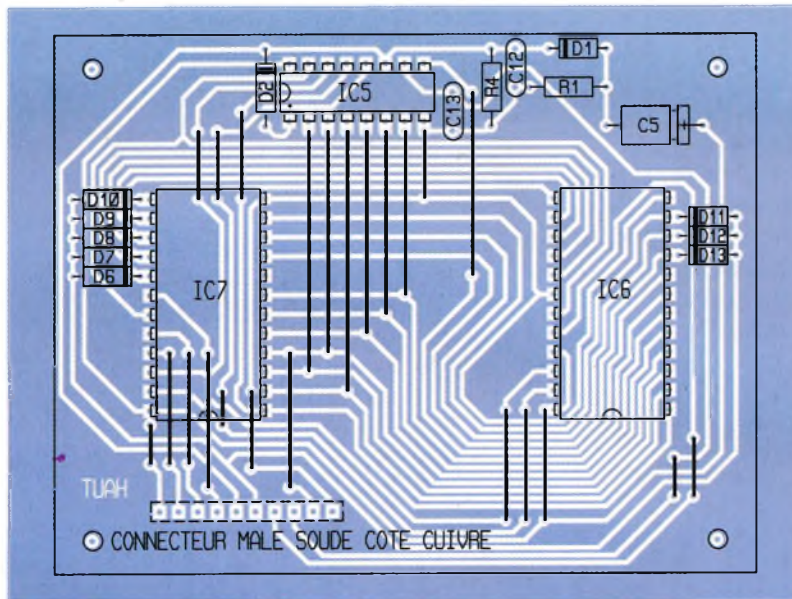 D2
IC5
C13
R4
C12
D1
R1
C5
D10
D9
D8
D7
D6
IC7
IC6
D11
D12
D13
TUAH
CONNECTEUR MALE SOUDE COTE CUIVRE